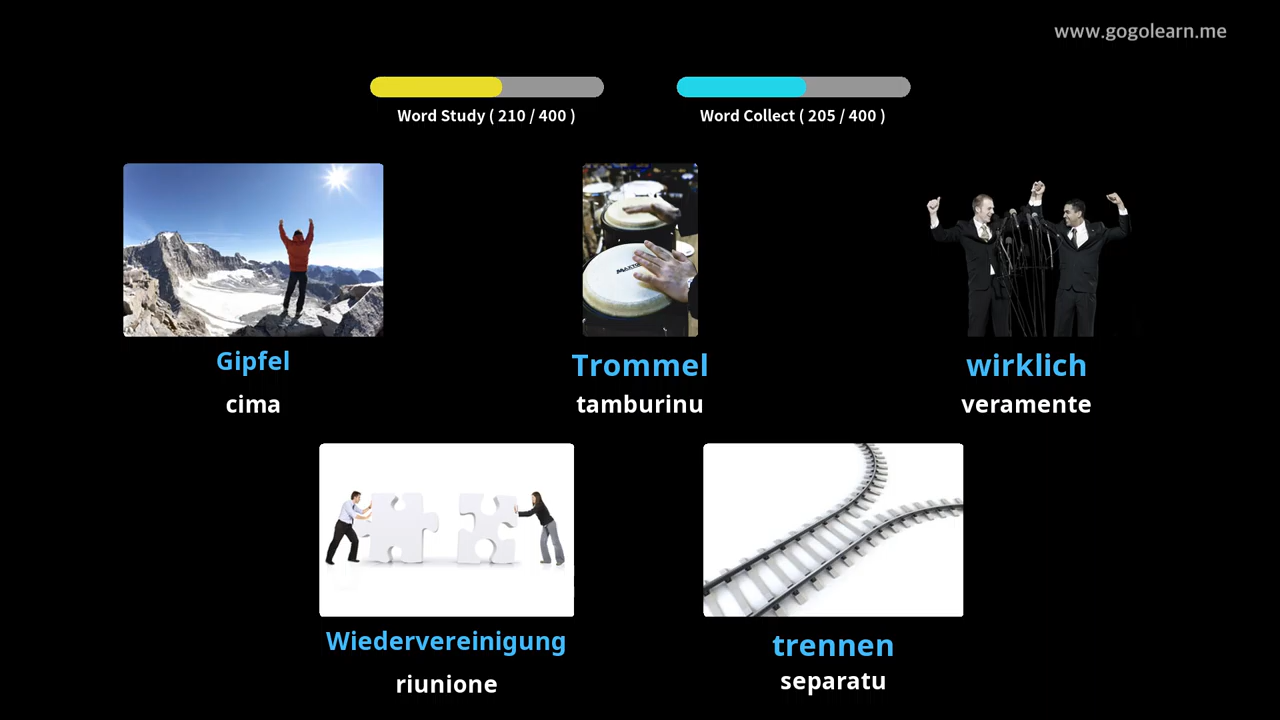 www.gogolearn.me
Word Study ( 210 / 400 )
Word Collect ( 205 / 400 )
Gipfel
cima
Trommel
tamburinu
wirklich
veramente
Wiedervereinigung
riunione
trennen
separatu